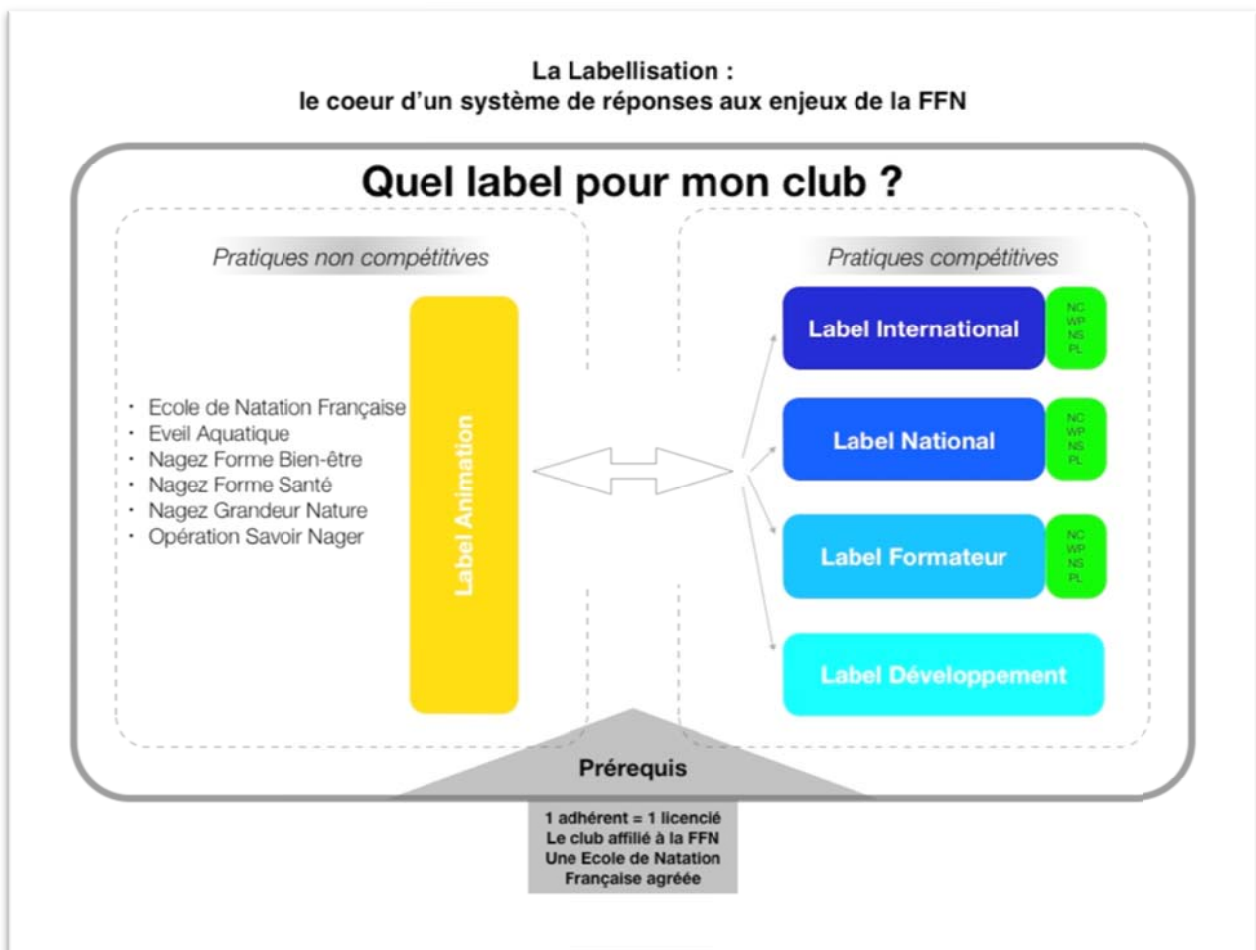 La Labellisation :
le coeur d'un système de réponses aux enjeux de la FFN
Quel label pour mon club ?
Pratiques non compétitives
• Ecole de Natation Française
• Eveil Aquatique
• Nagez Forme Bien-être
• Nagez Forme Santé
• Nagez Grandeur Nature
• Opération Savoir Nager
Label Animation
Pratiques compétitives
Label International
NC
WP
NS
PL
Label National
NC
WP
NS
PL
Label Formateur
NC
WP
NS
PL
Label Développement
Prérequis
1 adhérent = 1 licencié
Le club affilié à la FFN
Une Ecole de Natation
Française agréée